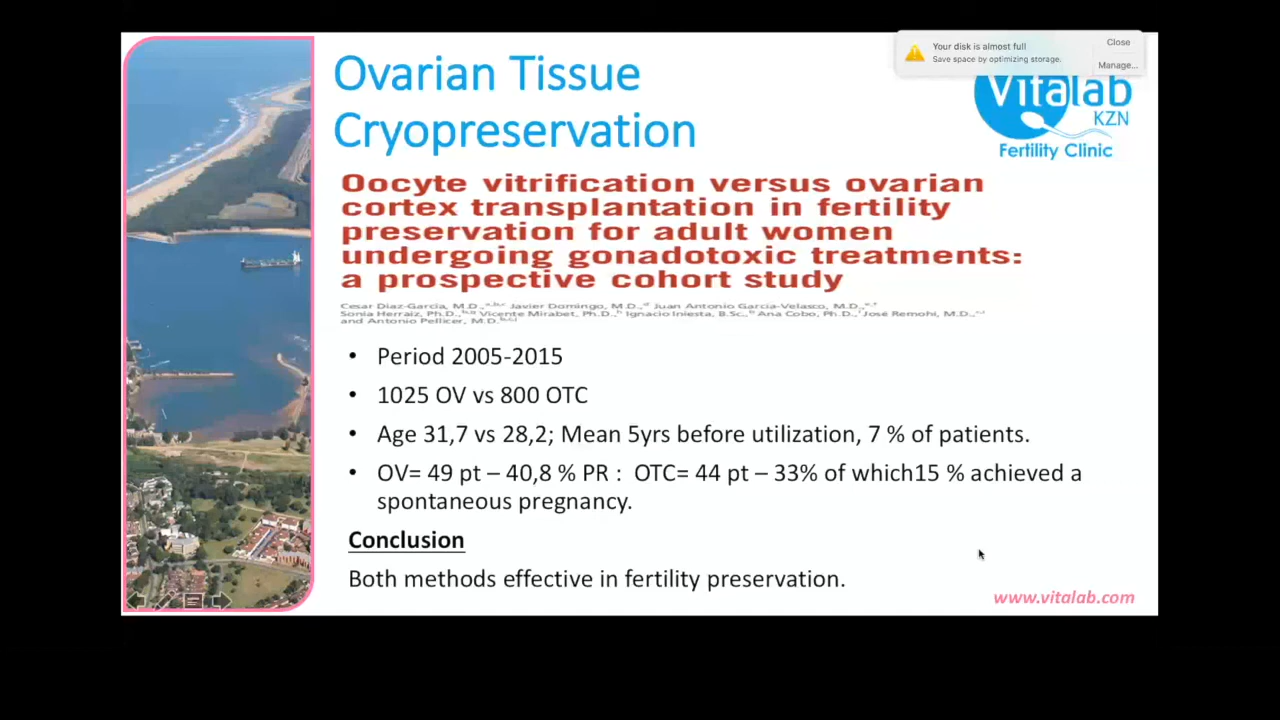 Ovarian Tissue
Cryopreservation
Your disk is almost full
Save space by optimizing storage.
Close
Manage...
Vitalab
KZN
Fertility Clinic
Oocyte vitrification versus ovarian
cortex transplantation in fertility
preservation for adult women
undergoing gonadotoxic treatments:
a prospective cohort study
Cesar Diaz-Garcia, M.D., Javier Domingo, M.D., Juan Antonio Garcia-Velasco, M.D.,
Sonia Herraiz, Ph.D., Vicente Mirabet, Ph.D., Ignacio Iniesta, B.Sc., Ana Cobo, Ph.D., José Remohí, M.D.,
and Antonio Pellicer, M.D.
• Period 2005-2015
• 1025 OV vs 800 OTC
• Age 31,7 vs 28,2; Mean 5yrs before utilization, 7 % of patients.
• OV= 49 pt – 40,8 % PR : OTC= 44 pt – 33% of which15 % achieved a
spontaneous pregnancy.
Conclusion
Both methods effective in fertility preservation.
www.vitalab.com